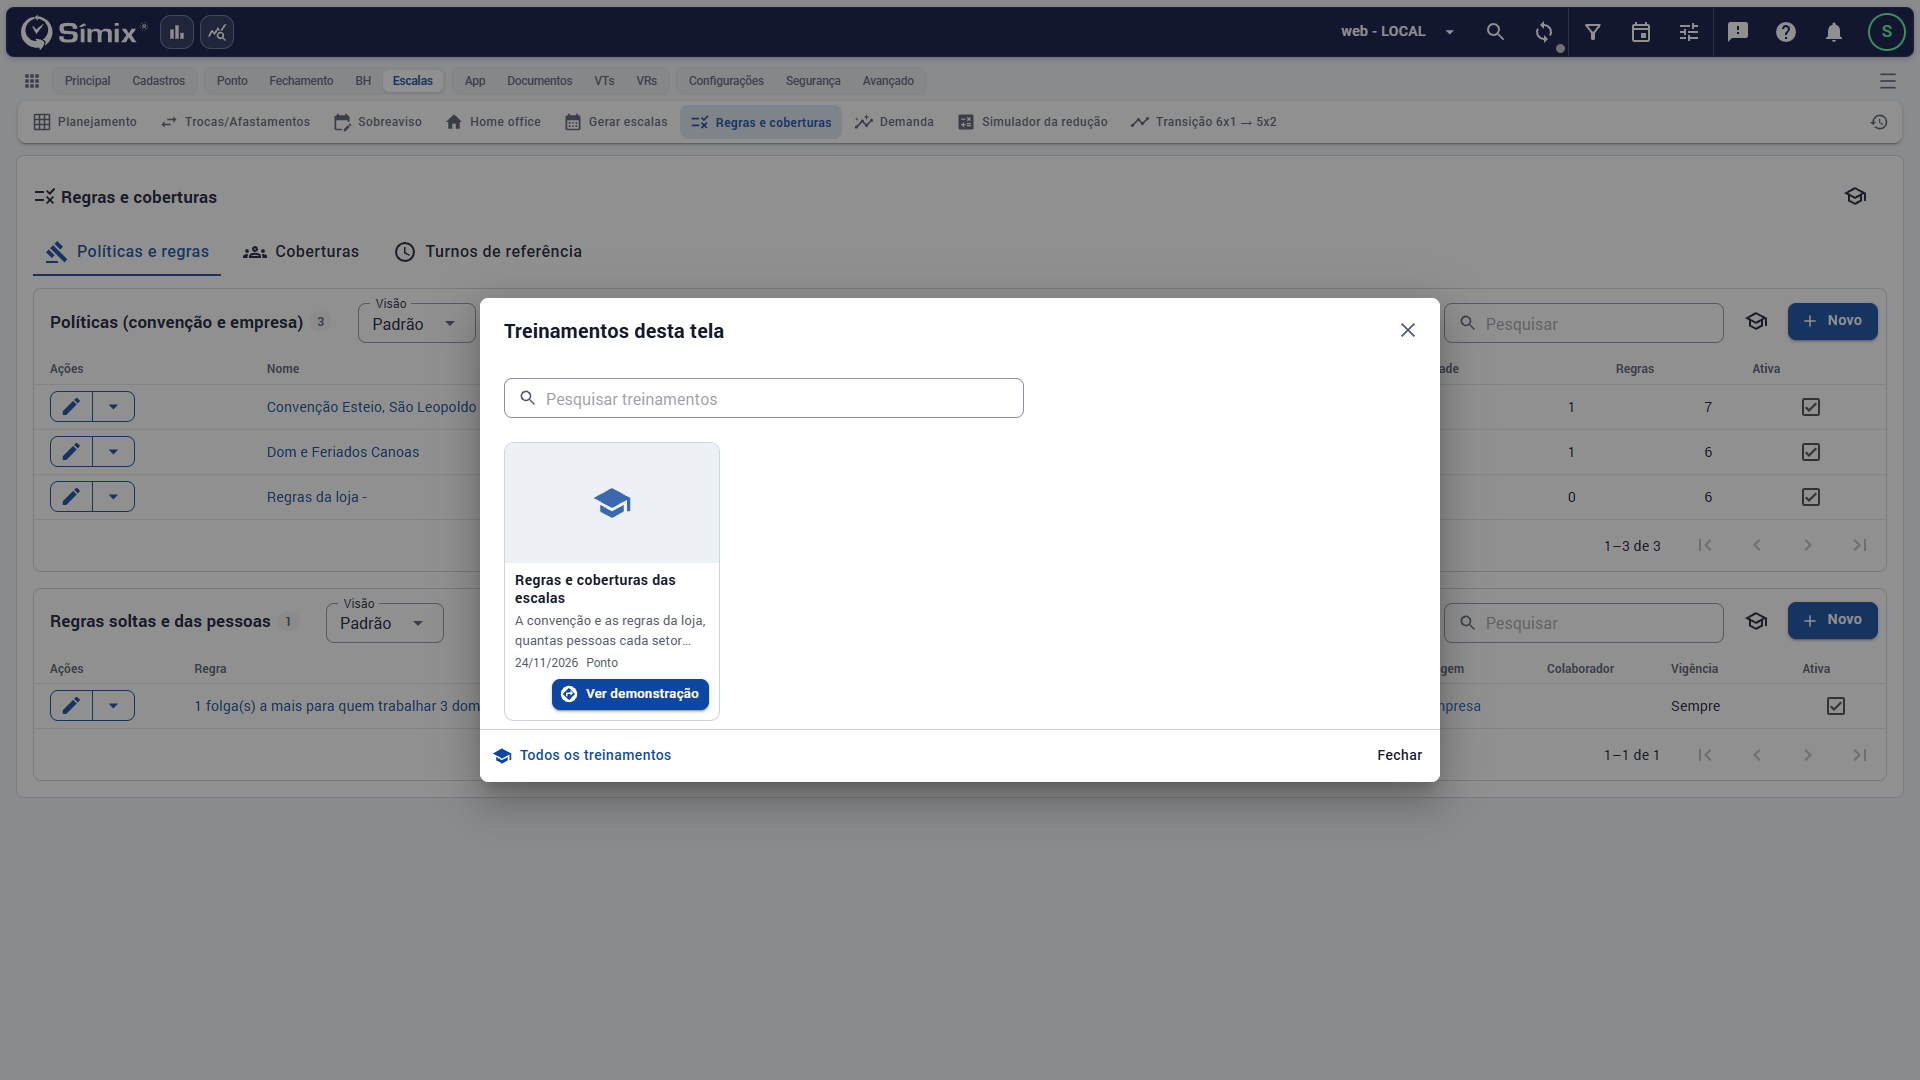 Símix
web - LOCAL
S
Principal Cadastros Ponto Fechamento BH Escalas App Documentos VTs VRs Configurações Segurança Avançado
Planejamento Trocas/Afastamentos Sobreaviso Home office Gerar escalas Regras e coberturas Demanda Simulador da redução Transição 6x1 → 5x2
Regras e coberturas
Políticas e regras Coberturas Turnos de referência
Políticas (convenção e empresa) 3 Visão Padrão Pesquisar + Novo
Ações Nome ade Regras Ativa
Convenção Esteio, São Leopoldo 1 7
Dom e Feriados Canoas 1 6
Regras da loja - 0 6
1–3 de 3
Regras soltas e das pessoas 1 Visão Padrão Pesquisar + Novo
Ações Regra gem Colaborador Vigência Ativa
1 folga(s) a mais para quem trabalhar 3 dom presa Sempre
1–1 de 1
Treinamentos desta tela
Pesquisar treinamentos
Regras e coberturas das
escalas
A convenção e as regras da loja,
quantas pessoas cada setor...
24/11/2026 Ponto
Ver demonstração
Todos os treinamentos Fechar